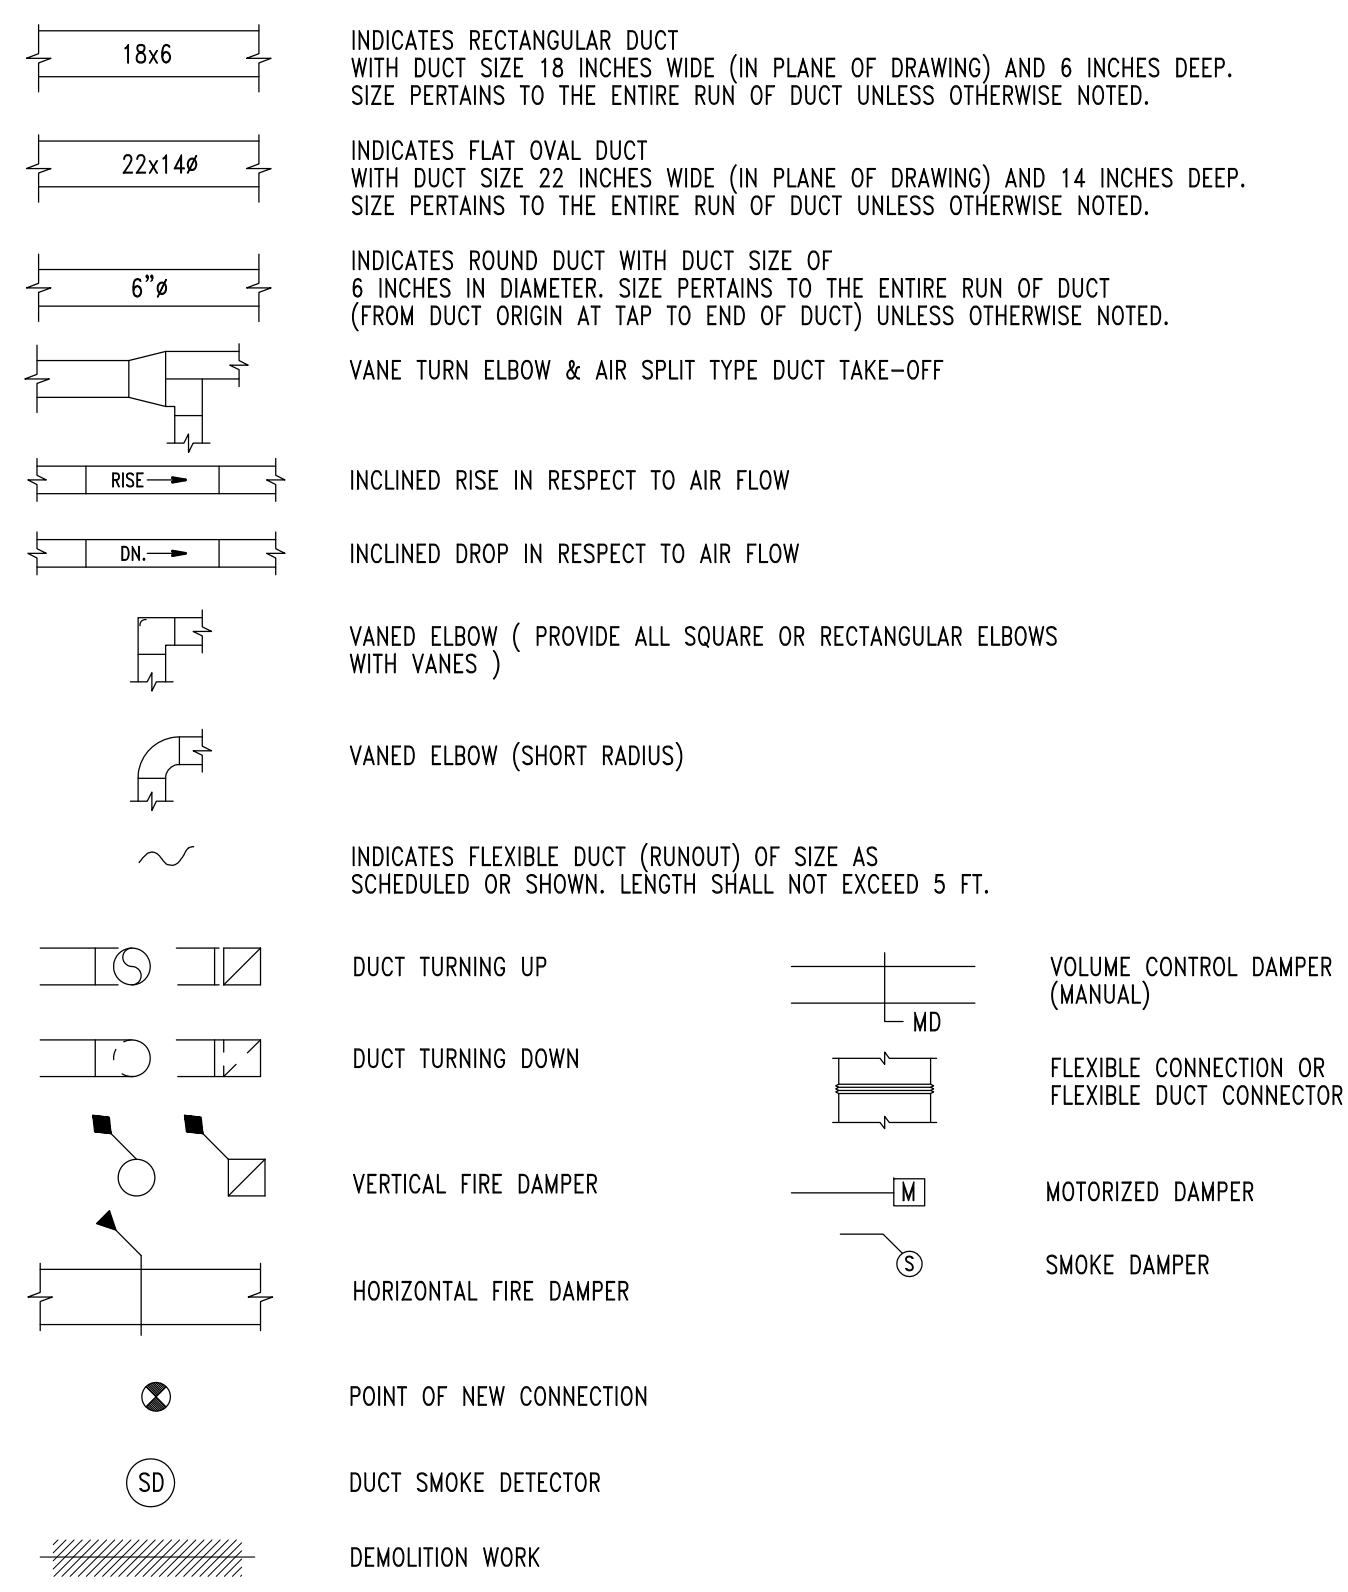 18x6
INDICATES RECTANGULAR DUCT
WITH DUCT SIZE 18 INCHES WIDE (IN PLANE OF DRAWING) AND 6 INCHES DEEP.
SIZE PERTAINS TO THE ENTIRE RUN OF DUCT UNLESS OTHERWISE NOTED.
22x14ø
INDICATES FLAT OVAL DUCT
WITH DUCT SIZE 22 INCHES WIDE (IN PLANE OF DRAWING) AND 14 INCHES DEEP.
SIZE PERTAINS TO THE ENTIRE RUN OF DUCT UNLESS OTHERWISE NOTED.
6"ø
INDICATES ROUND DUCT WITH DUCT SIZE OF
6 INCHES IN DIAMETER. SIZE PERTAINS TO THE ENTIRE RUN OF DUCT
(FROM DUCT ORIGIN AT TAP TO END OF DUCT) UNLESS OTHERWISE NOTED.
VANE TURN ELBOW & AIR SPLIT TYPE DUCT TAKE-OFF
RISE
INCLINED RISE IN RESPECT TO AIR FLOW
DN.
INCLINED DROP IN RESPECT TO AIR FLOW
VANED ELBOW ( PROVIDE ALL SQUARE OR RECTANGULAR ELBOWS
WITH VANES )
VANED ELBOW (SHORT RADIUS)
INDICATES FLEXIBLE DUCT (RUNOUT) OF SIZE AS
SCHEDULED OR SHOWN. LENGTH SHALL NOT EXCEED 5 FT.
DUCT TURNING UP
DUCT TURNING DOWN
VERTICAL FIRE DAMPER
HORIZONTAL FIRE DAMPER
POINT OF NEW CONNECTION
SD
DUCT SMOKE DETECTOR
DEMOLITION WORK
MD
VOLUME CONTROL DAMPER
(MANUAL)
FLEXIBLE CONNECTION OR
FLEXIBLE DUCT CONNECTOR
M
MOTORIZED DAMPER
S
SMOKE DAMPER